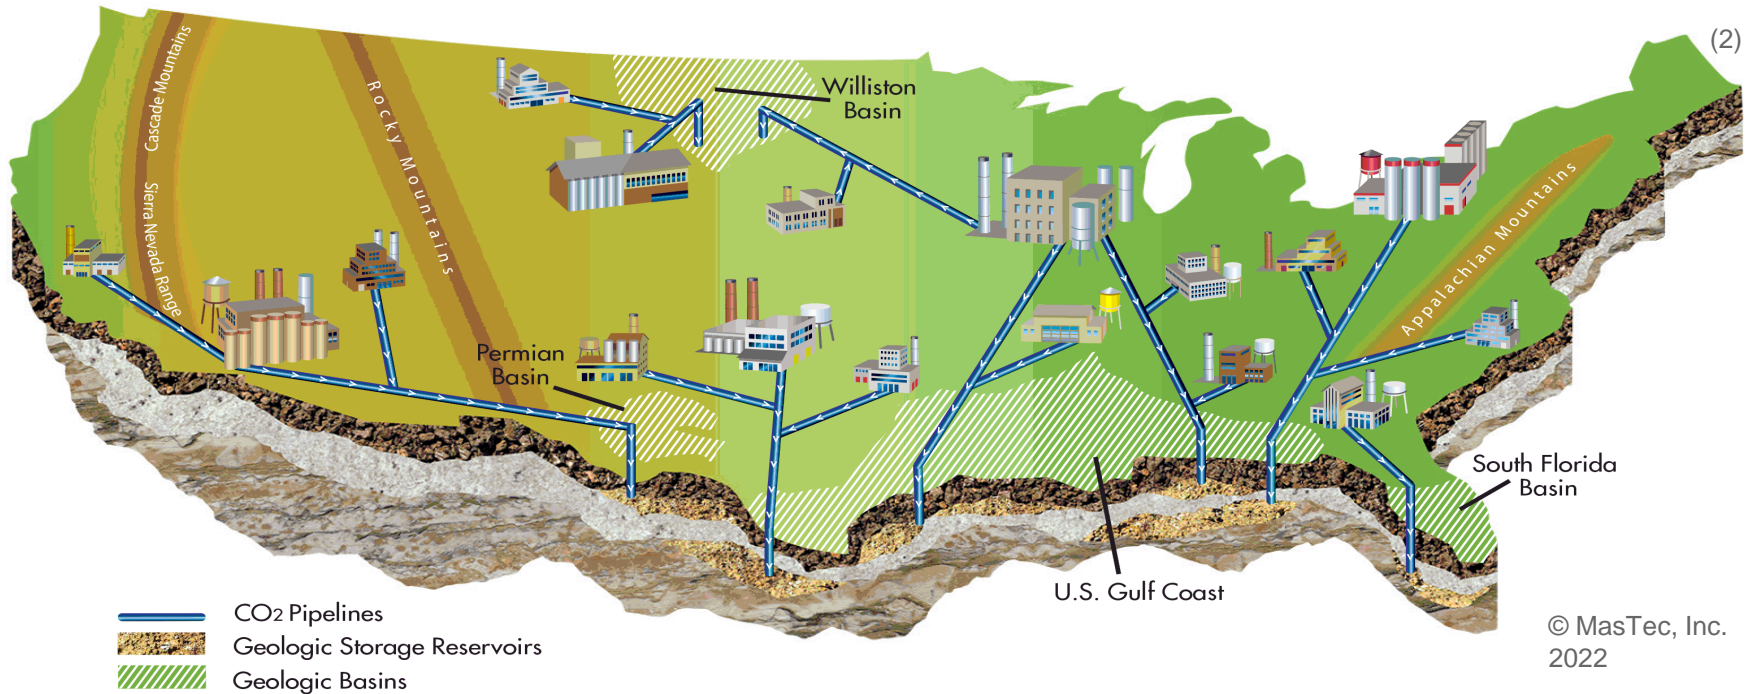 (2)
Cascade Mountains
Sierra Nevada Range
Rocky Mountains
Williston
Basin
Appalachian Mountains
Permian
Basin
South Florida
Basin
U.S. Gulf Coast
CO2 Pipelines
Geologic Storage Reservoirs
Geologic Basins
© MasTec, Inc.
2022